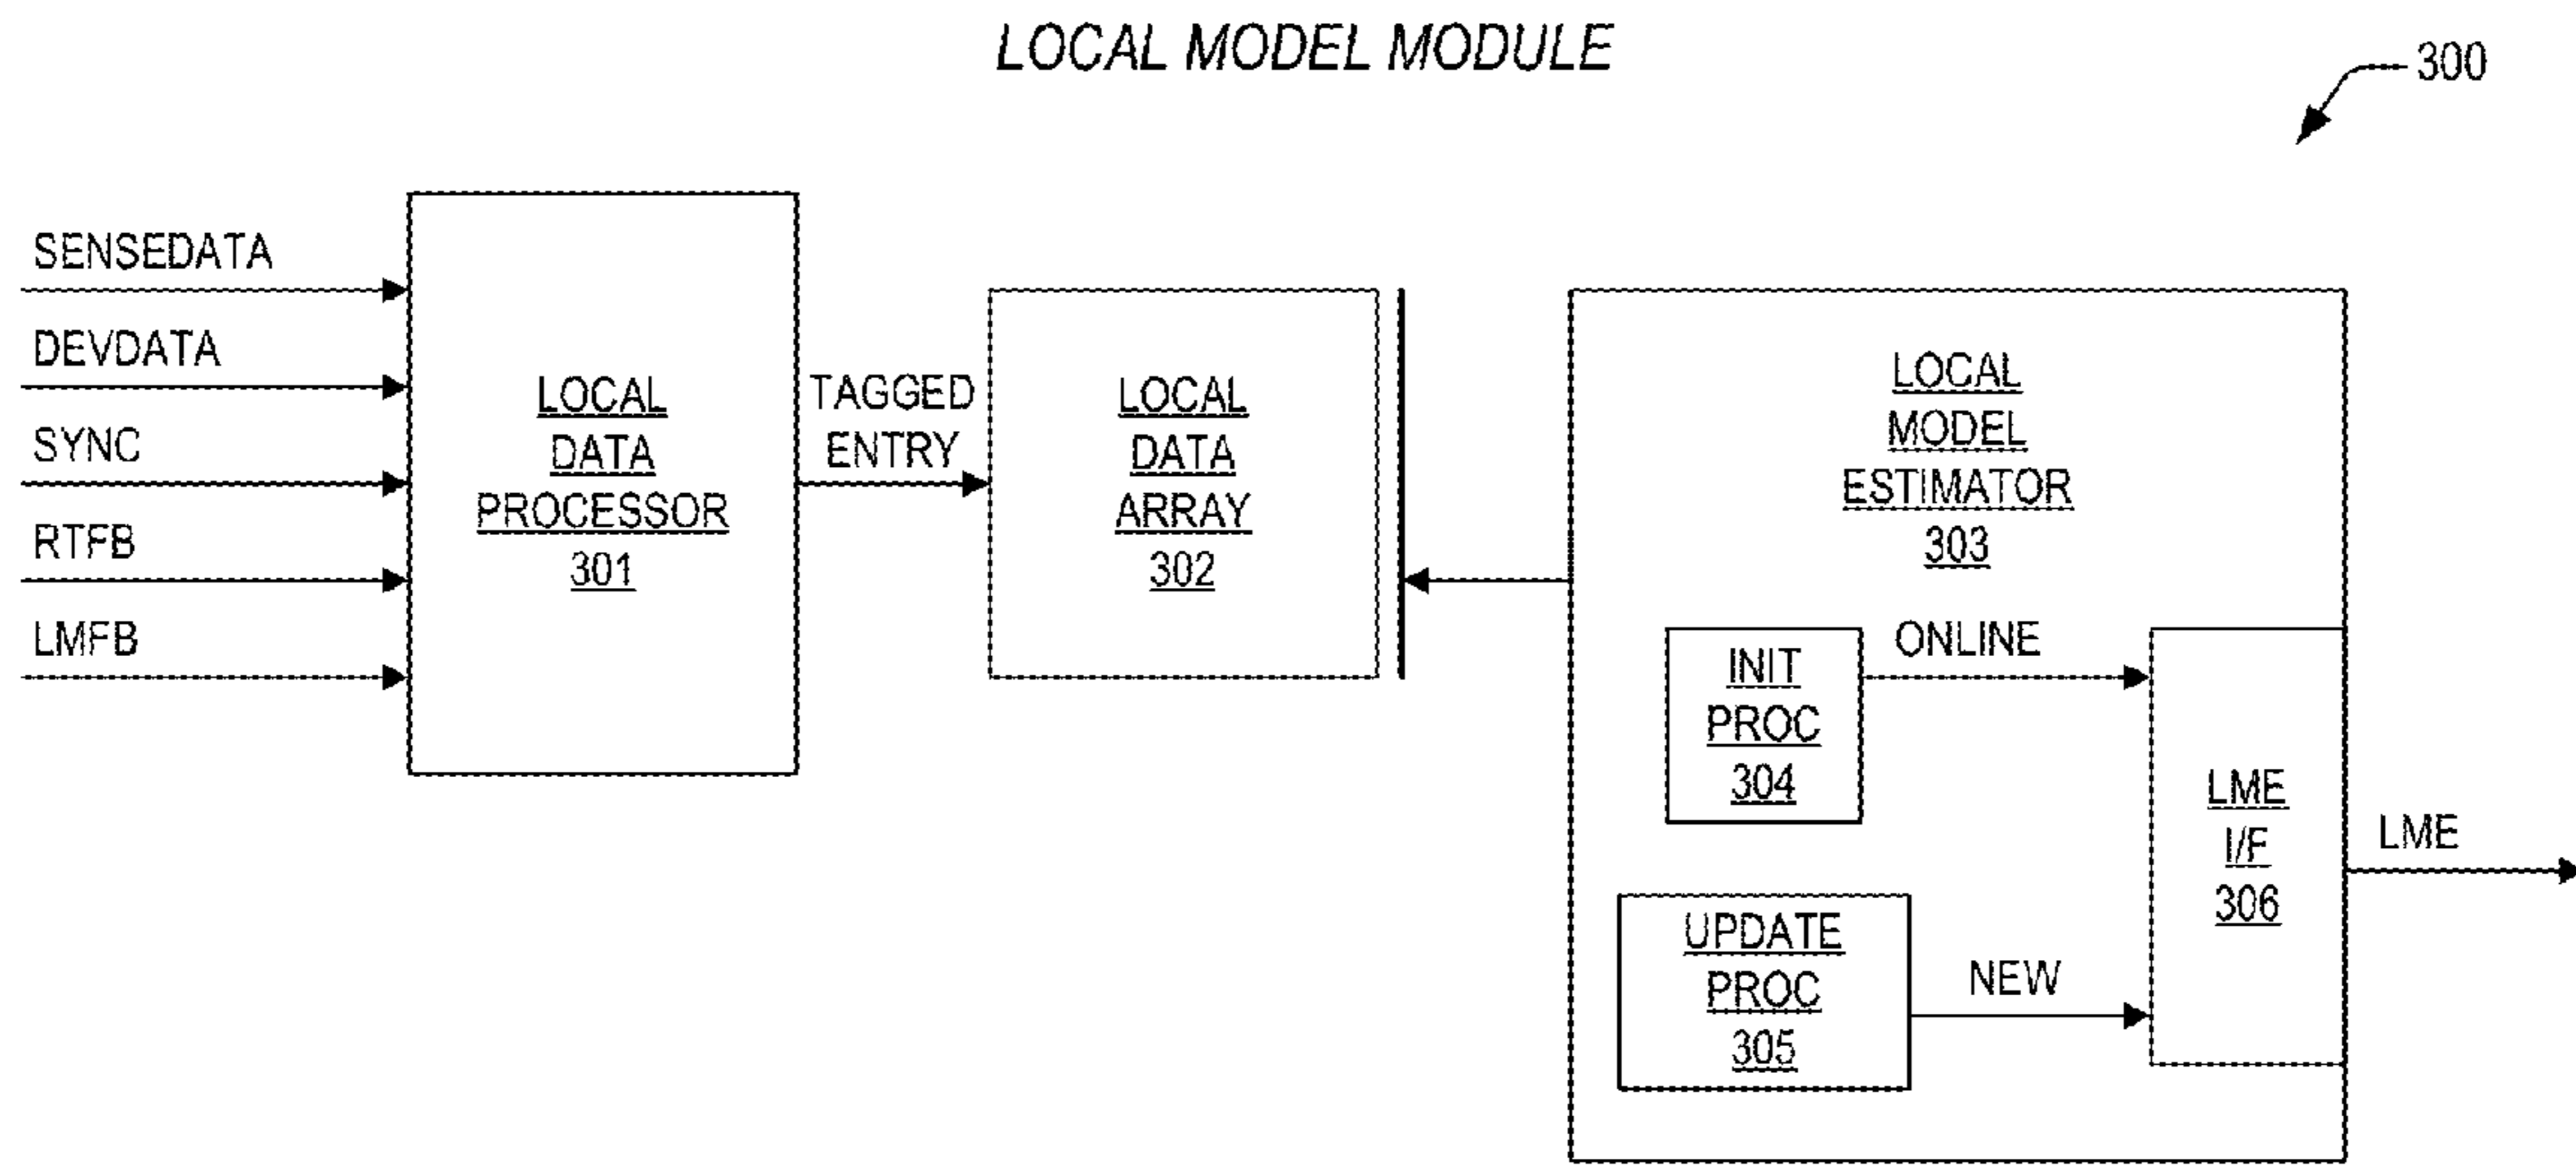 LOCAL MODEL MODULE
300
SENSEDATA
DEVDATA
SYNC
RTFB
LMFB
LOCAL
DATA
PROCESSOR
301
TAGGED
ENTRY
LOCAL
DATA
ARRAY
302
LOCAL
MODEL
ESTIMATOR
303
INIT
PROC
304
ONLINE
UPDATE
PROC
305
NEW
LME
I/F
306
LME